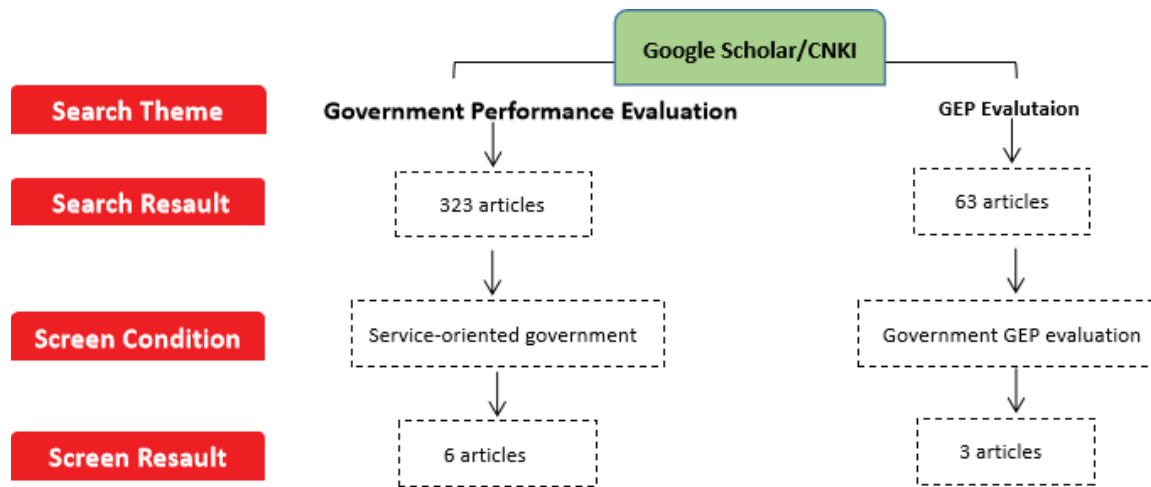 Google Scholar/CNKI
Search Theme
Government Performance Evaluation
GEP Evalutaion
Search Resault
323 articles
63 articles
Screen Condition
Service-oriented government
Government GEP evaluation
Screen Resault
6 articles
3 articles